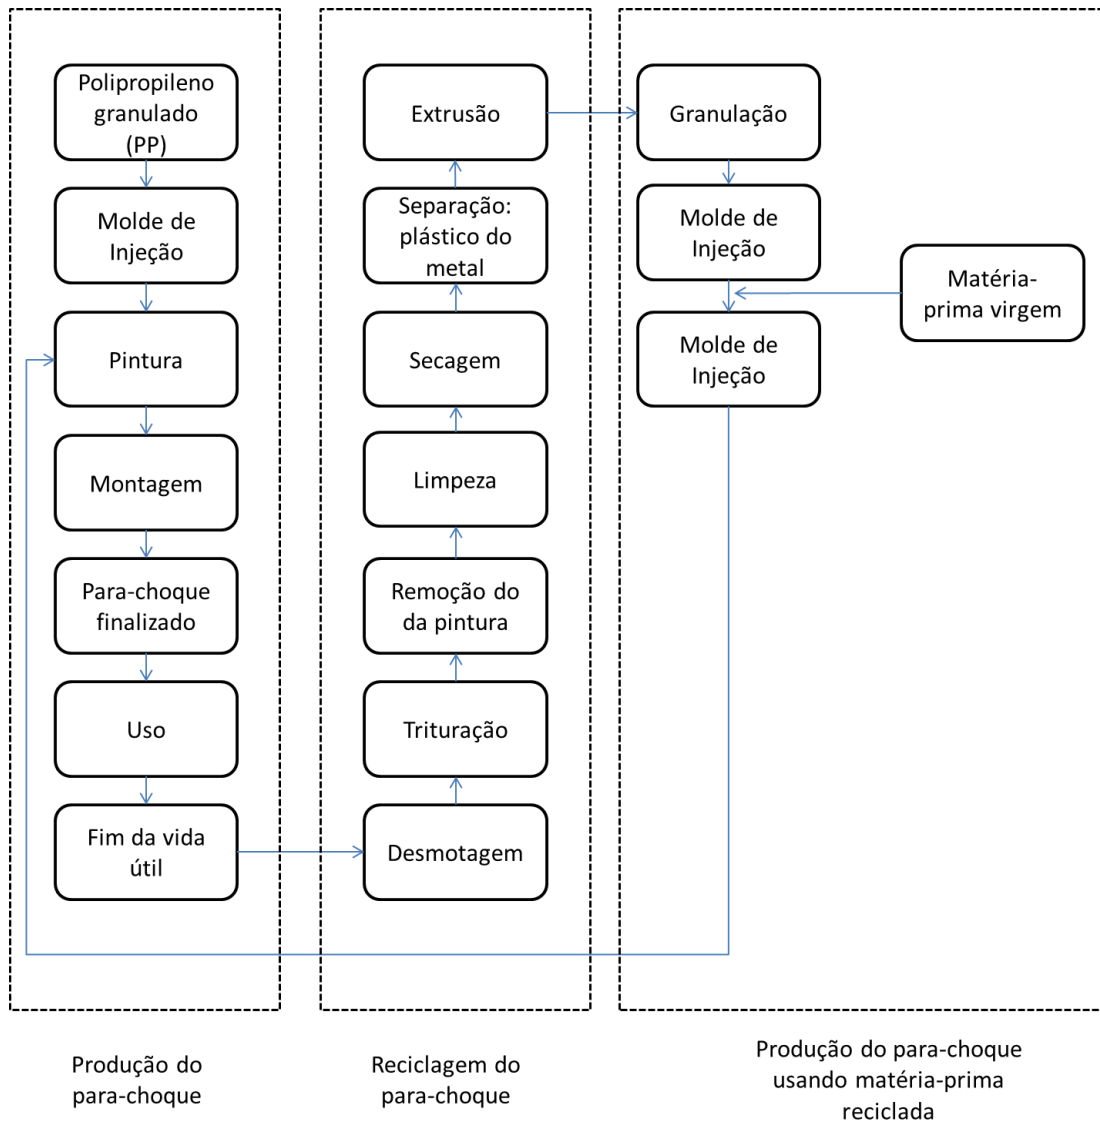 Polipropileno
granulado
(PP)
Molde de
Injeção
Pintura
Montagem
Para-choque
finalizado
Uso
Fim da vida
útil
Extrusão
Separação:
plástico do
metal
Secagem
Limpeza
Remoção do
da pintura
Trituração
Desmotagem
Granulação
Molde de
Injeção
Matéria-
prima virgem
Molde de
Injeção
Produção do
para-choque
Reciclagem do
para-choque
Produção do para-choque
usando matéria-prima
reciclada